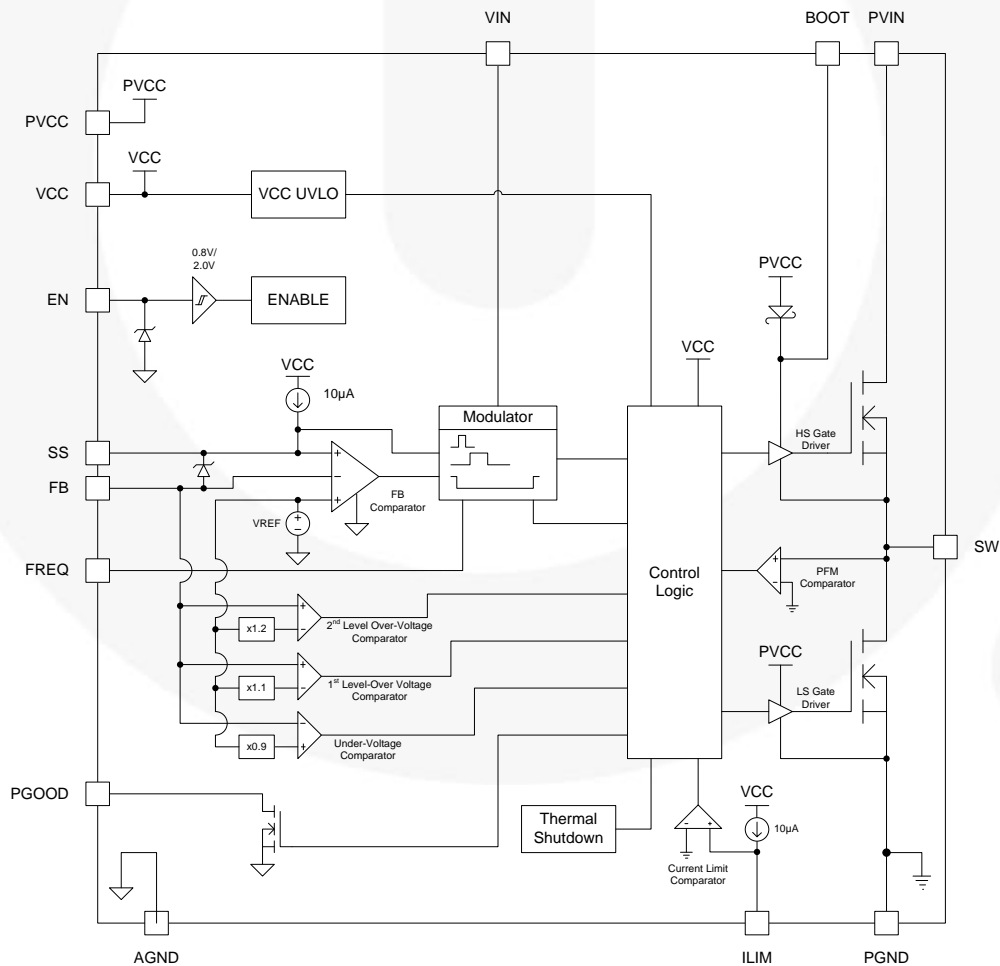 VIN
BOOT
PVIN
PVCC
PVCC
VCC
VCC
VCC UVLO
0.8V/
2.0V
EN
ENABLE
PVCC
VCC
VCC
10µA
Modulator
SS
+
HS Gate
Driver
FB
−
+
FB
Comparator
VREF
+
−
SW
FREQ
Control
Logic
+
−
PFM
Comparator
+
−
x1.2
2nd Level Over-Voltage
Comparator
+
−
x1.1
1st Level-Over Voltage
Comparator
PVCC
LS Gate
Driver
−
+
x0.9
Under-Voltage
Comparator
PGOOD
Thermal
Shutdown
VCC
10µA
−
+
Current Limit
Comparator
AGND
ILIM
PGND